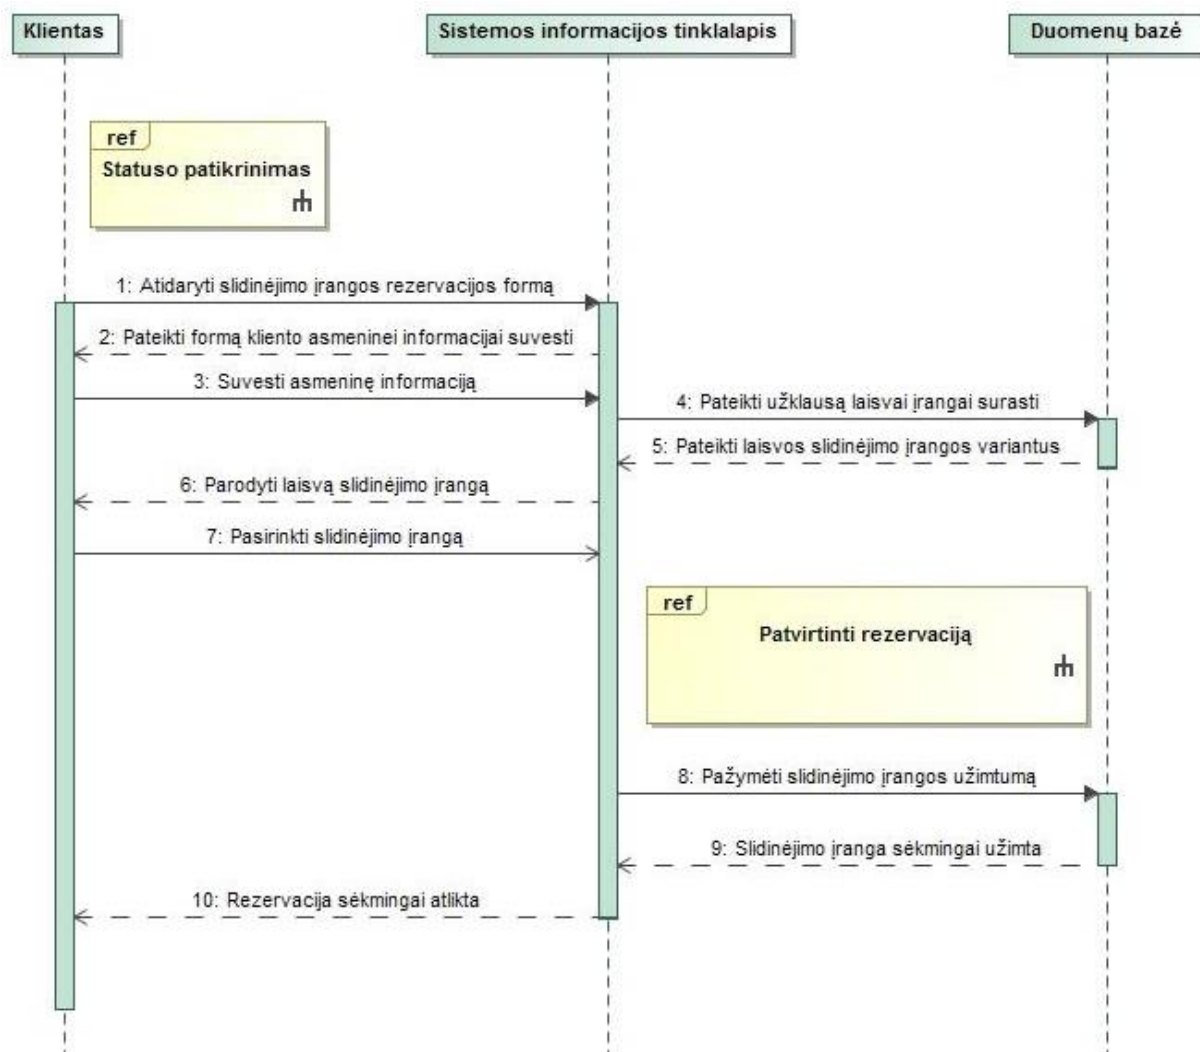 Klientas
Sistemos informacijos tinklalapis
Duomenų bazė
ref
Statuso patikrinimas
1: Atidaryti slidinėjimo įrangos rezervacijos formą
2: Pateikti formą kliento asmeninei informacijai suvesti
3: Suvesti asmeninę informaciją
4: Pateikti užklausą laisvai įrangai surasti
5: Pateikti laisvos slidinėjimo įrangos variantus
6: Parodyti laisvą slidinėjimo įrangą
7: Pasirinkti slidinėjimo įrangą
ref
Patvirtinti rezervaciją
8: Pažymėti slidinėjimo įrangos užimtumą
9: Slidinėjimo įranga sėkmingai užimta
10: Rezervacija sėkmingai atlikta